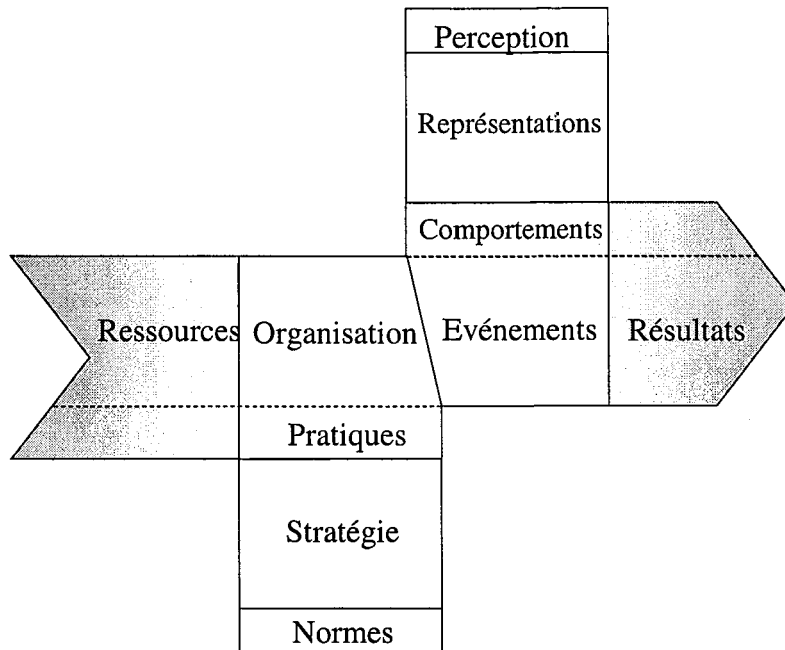 Perception
Représentations
Comportements
Ressources Organisation Evénements Résultats
Pratiques
Stratégie
Normes